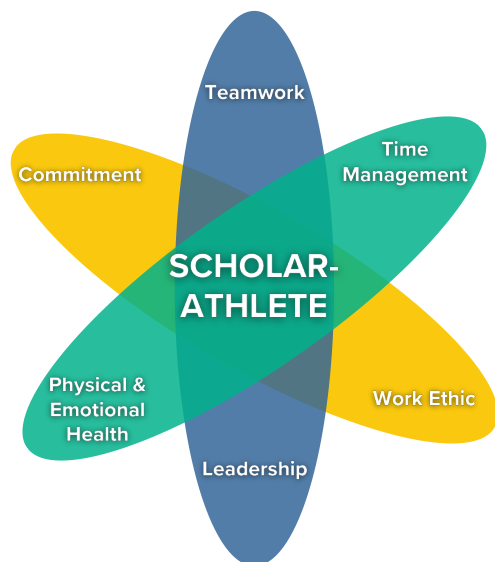 Teamwork
Time
Management
Commitment
SCHOLAR-
ATHLETE
Physical &
Emotional
Health
Work Ethic
Leadership